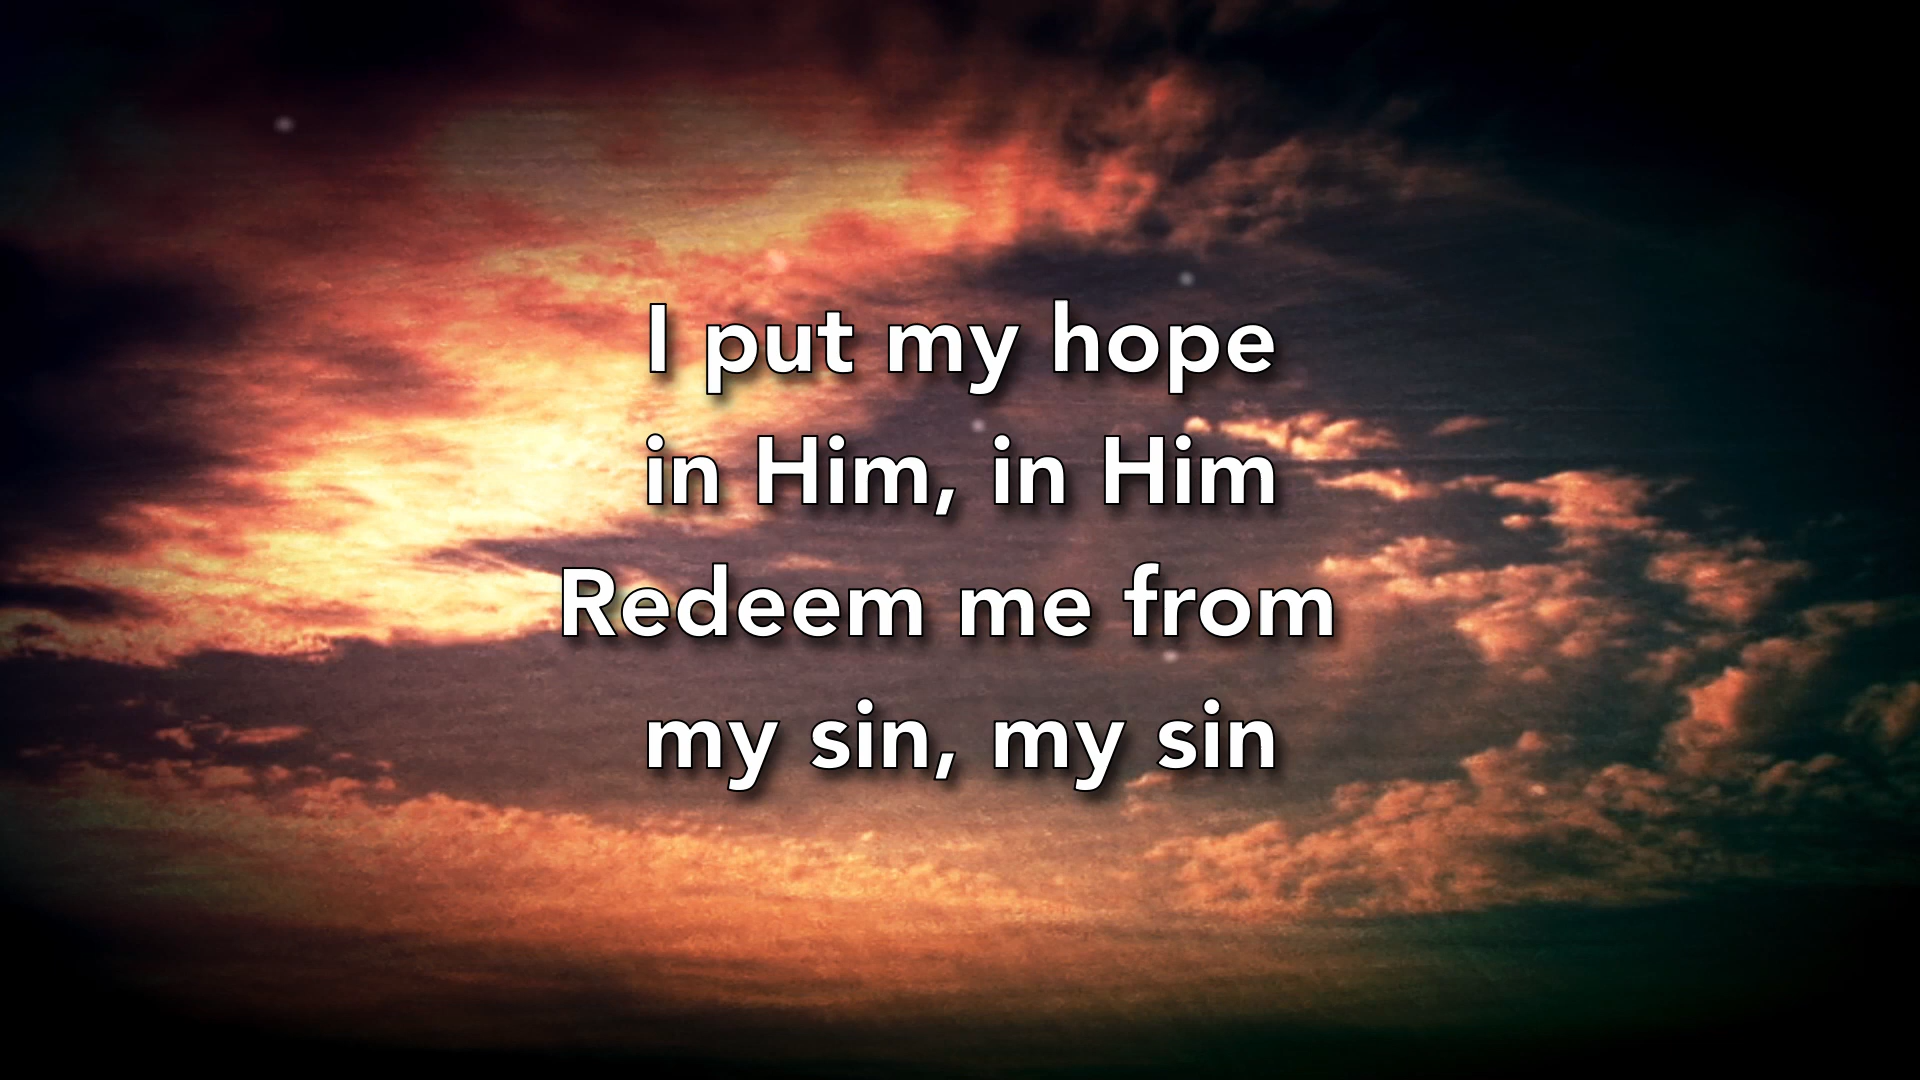 I put my hope
in Him, in Him
Redeem me from
my sin, my sin